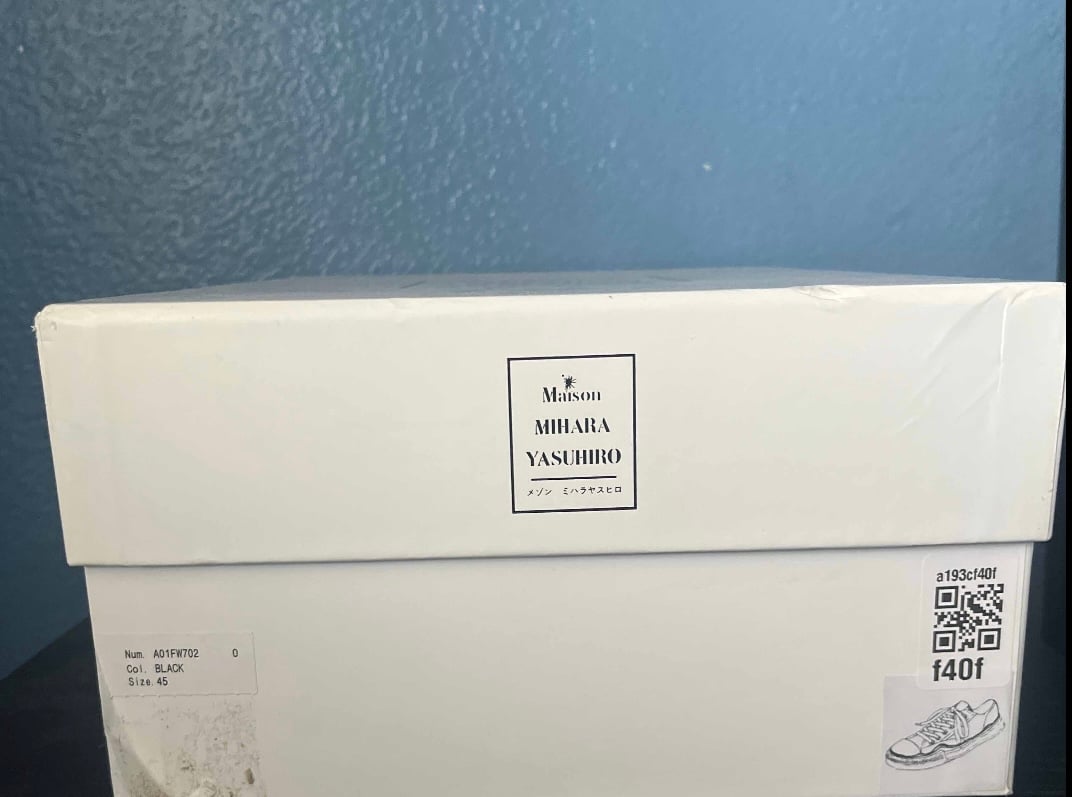 Maison
MIHARA
YASUHIRO
メゾン ミハラヤスヒロ
a193cf40f
f40f
Num. A01FW702 0
Col. BLACK
Size. 45